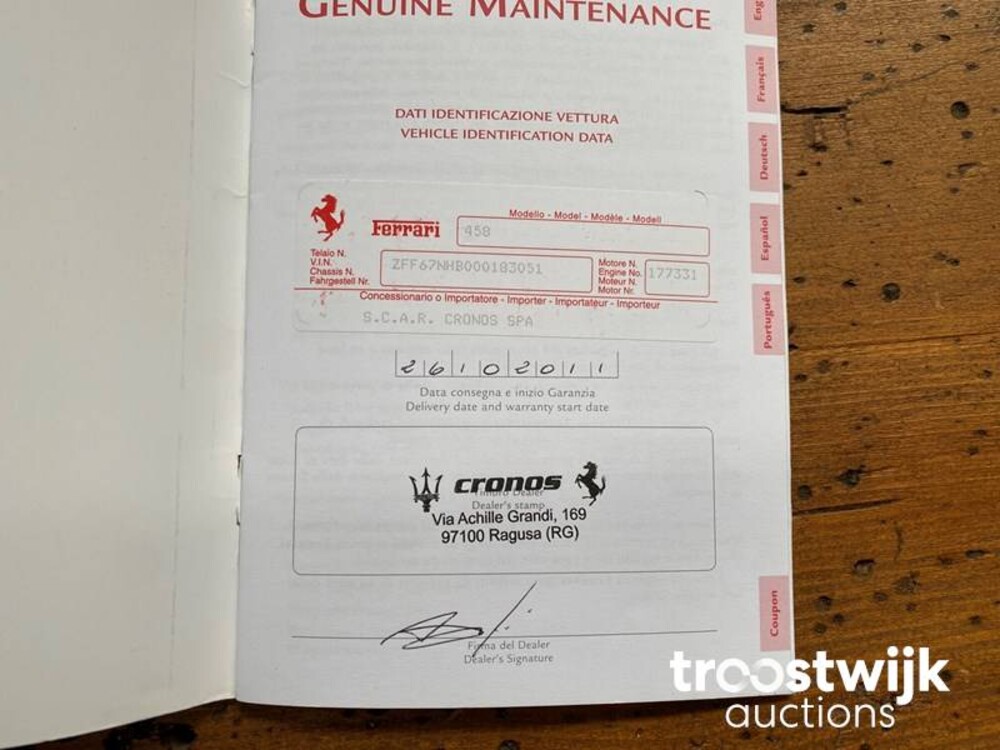 GENUINE MAINTENANCE
DATI IDENTIFICAZIONE VETTURA
VEHICLE IDENTIFICATION DATA
Modello - Model - Modèle - Modell
Ferrari
458
Telaio N.
V.I.N.
Chassis N.
Fahrgestell Nr.
ZFF67NHB000183051
Motore N.
Engine No.
Moteur N.
Motor Nr.
177331
Concessionario o Importatore - Importer - Importateur - Importeur
S.C.A.R. CRONOS SPA
26102011
Data consegna e inizio Garanzia
Delivery date and warranty start date
cronos
Timbro Dealer
Dealer's stamp
Via Achille Grandi, 169
97100 Ragusa (RG)
Firma del Dealer
Dealer's Signature
Eng
Français
Deutsch
Español
Português
Coupon
troostwijk
auctions